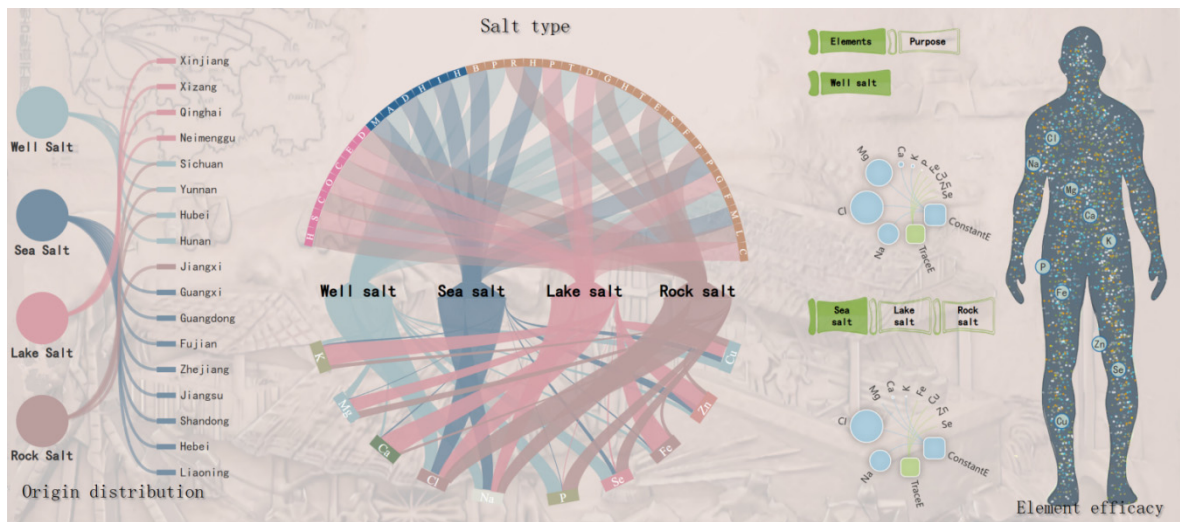 Salt type
Well Salt
Sea Salt
Lake Salt
Rock Salt
Xinjiang
Xizang
Qinghai
Neimenggu
Sichuan
Yunnan
Hubei
Hunan
Jiangxi
Guangxi
Guangdong
Fujian
Zhejiang
Jiangsu
Shandong
Hebei
Liaoning
Origin distribution
Well salt
Sea salt
Lake salt
Rock salt
K
Mg
Ca
Cl
Na
P
Se
Fe
Zn
Cu
Elements
Purpose
Well salt
Mg
Ca
K
Se
Cl
Na
TraceE
ConstantE
Sea
salt
Lake
salt
Rock
salt
Mg
Ca
K
Fe
Se
Cl
Na
TraceE
ConstantE
Cl
Na
Mg
K
P
Fe
Zn
Se
Cu
Element efficacy